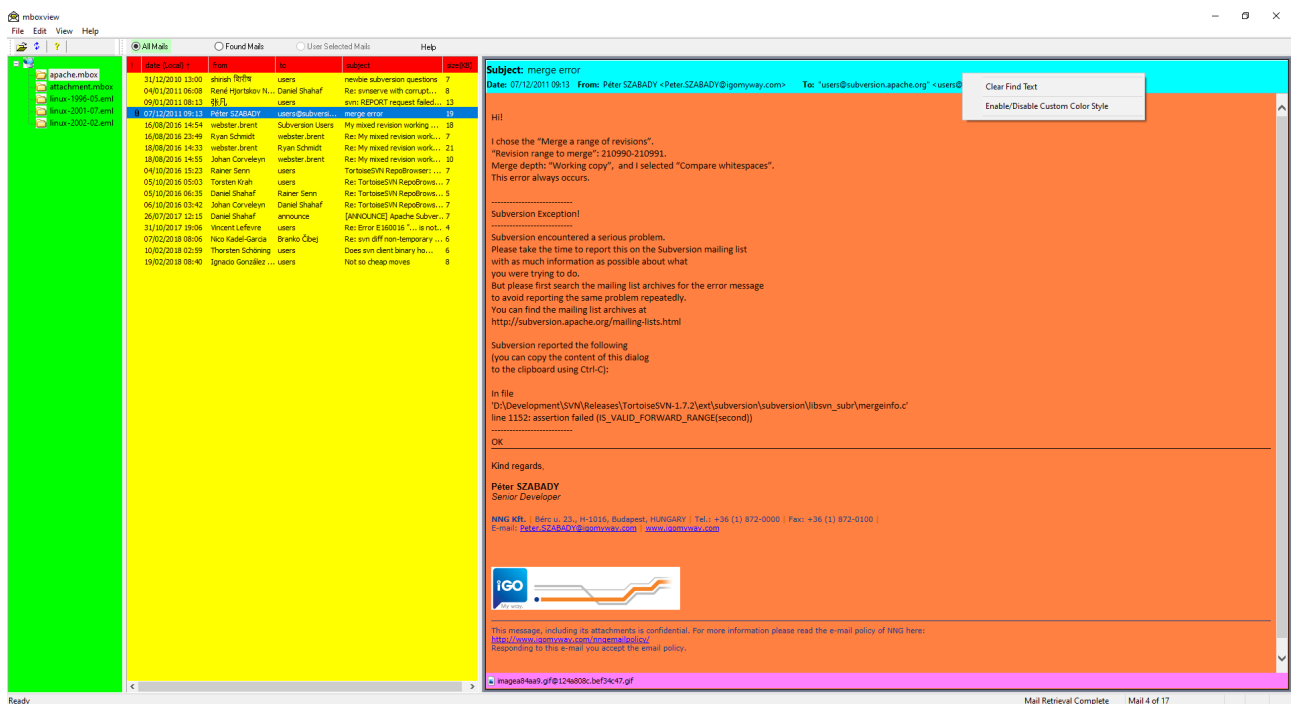 mboxview
File Edit View Help
All Mails Found Mails User Selected Mails Help
apache.mbox
attachment.mbox
linux-1996-05.eml
linux-2001-07.eml
linux-2002-02.eml
! date (Local) from to subject size(KB)
31/12/2010 13:00 shirish शिरीष users newbie subversion questions 7
04/01/2011 06:08 René Hjortskov N... Daniel Shahaf Re: svnserve with corrupt... 8
09/01/2011 08:13 张凡 users svn: REPORT request failed... 13
07/12/2011 09:13 Péter SZABADY users@subversi... merge error 19
16/08/2016 14:54 webster.brent Subversion Users My mixed revision working ... 18
16/08/2016 23:49 Ryan Schmidt webster.brent Re: My mixed revision work... 7
18/08/2016 14:33 webster.brent Ryan Schmidt Re: My mixed revision work... 21
18/08/2016 14:55 Johan Corveleyn webster.brent Re: My mixed revision work... 10
04/10/2016 15:23 Rainer Senn users TortoiseSVN RepoBrowser: ... 7
05/10/2016 05:03 Torsten Krah users Re: TortoiseSVN RepoBrows... 7
05/10/2016 06:35 Daniel Shahaf Rainer Senn Re: TortoiseSVN RepoBrows... 5
06/10/2016 03:42 Johan Corveleyn Daniel Shahaf Re: TortoiseSVN RepoBrows... 7
26/07/2017 12:15 Daniel Shahaf announce [ANNOUNCE] Apache Subver... 7
31/10/2017 19:06 Vincent Lefevre users Re: Error E160016 "... is not... 4
07/02/2018 08:06 Nico Kadel-Garcia Branko Čibej Re: svn diff non-temporary ... 6
10/02/2018 02:59 Thorsten Schöning users Does svn client binary ho... 6
19/02/2018 08:40 Ignacio González ... users Not so cheap moves 8
Subject: merge error
Date: 07/12/2011 09:13 From: Péter SZABADY <Peter.SZABADY@igomyway.com> To: "users@subversion.apache.org" <users@
Clear Find Text
Enable/Disable Custom Color Style
Hi!
I chose the “Merge a range of revisions”.
“Revision range to merge”: 210990-210991.
Merge depth: “Working copy”, and I selected “Compare whitespaces”.
This error always occurs.
---------------------------
Subversion Exception!
---------------------------
Subversion encountered a serious problem.
Please take the time to report this on the Subversion mailing list
with as much information as possible about what
you were trying to do.
But please first search the mailing list archives for the error message
to avoid reporting the same problem repeatedly.
You can find the mailing list archives at
http://subversion.apache.org/mailing-lists.html
Subversion reported the following
(you can copy the content of this dialog
to the clipboard using Ctrl-C):
In file
'D:\Development\SVN\Releases\TortoiseSVN-1.7.2\ext\subversion\subversion\libsvn_subr\mergeinfo.c'
line 1152: assertion failed (IS_VALID_FORWARD_RANGE(second))
---------------------------
OK
Kind regards,
Péter SZABADY
Senior Developer
NNG Kft. | Bérc u. 23., H-1016, Budapest, HUNGARY | Tel.: +36 (1) 872-0000 | Fax: +36 (1) 872-0100 |
E-mail: Peter.SZABADY@igomyway.com | www.igomyway.com
iGO
My way.
This message, including its attachments is confidential. For more information please read the e-mail policy of NNG here:
http://www.igomyway.com/nngemailpolicy/
Responding to this e-mail you accept the email policy.
imagea84aa9.gif@124a808c.bef34c47.gif
Ready Mail Retrieval Complete Mail 4 of 17